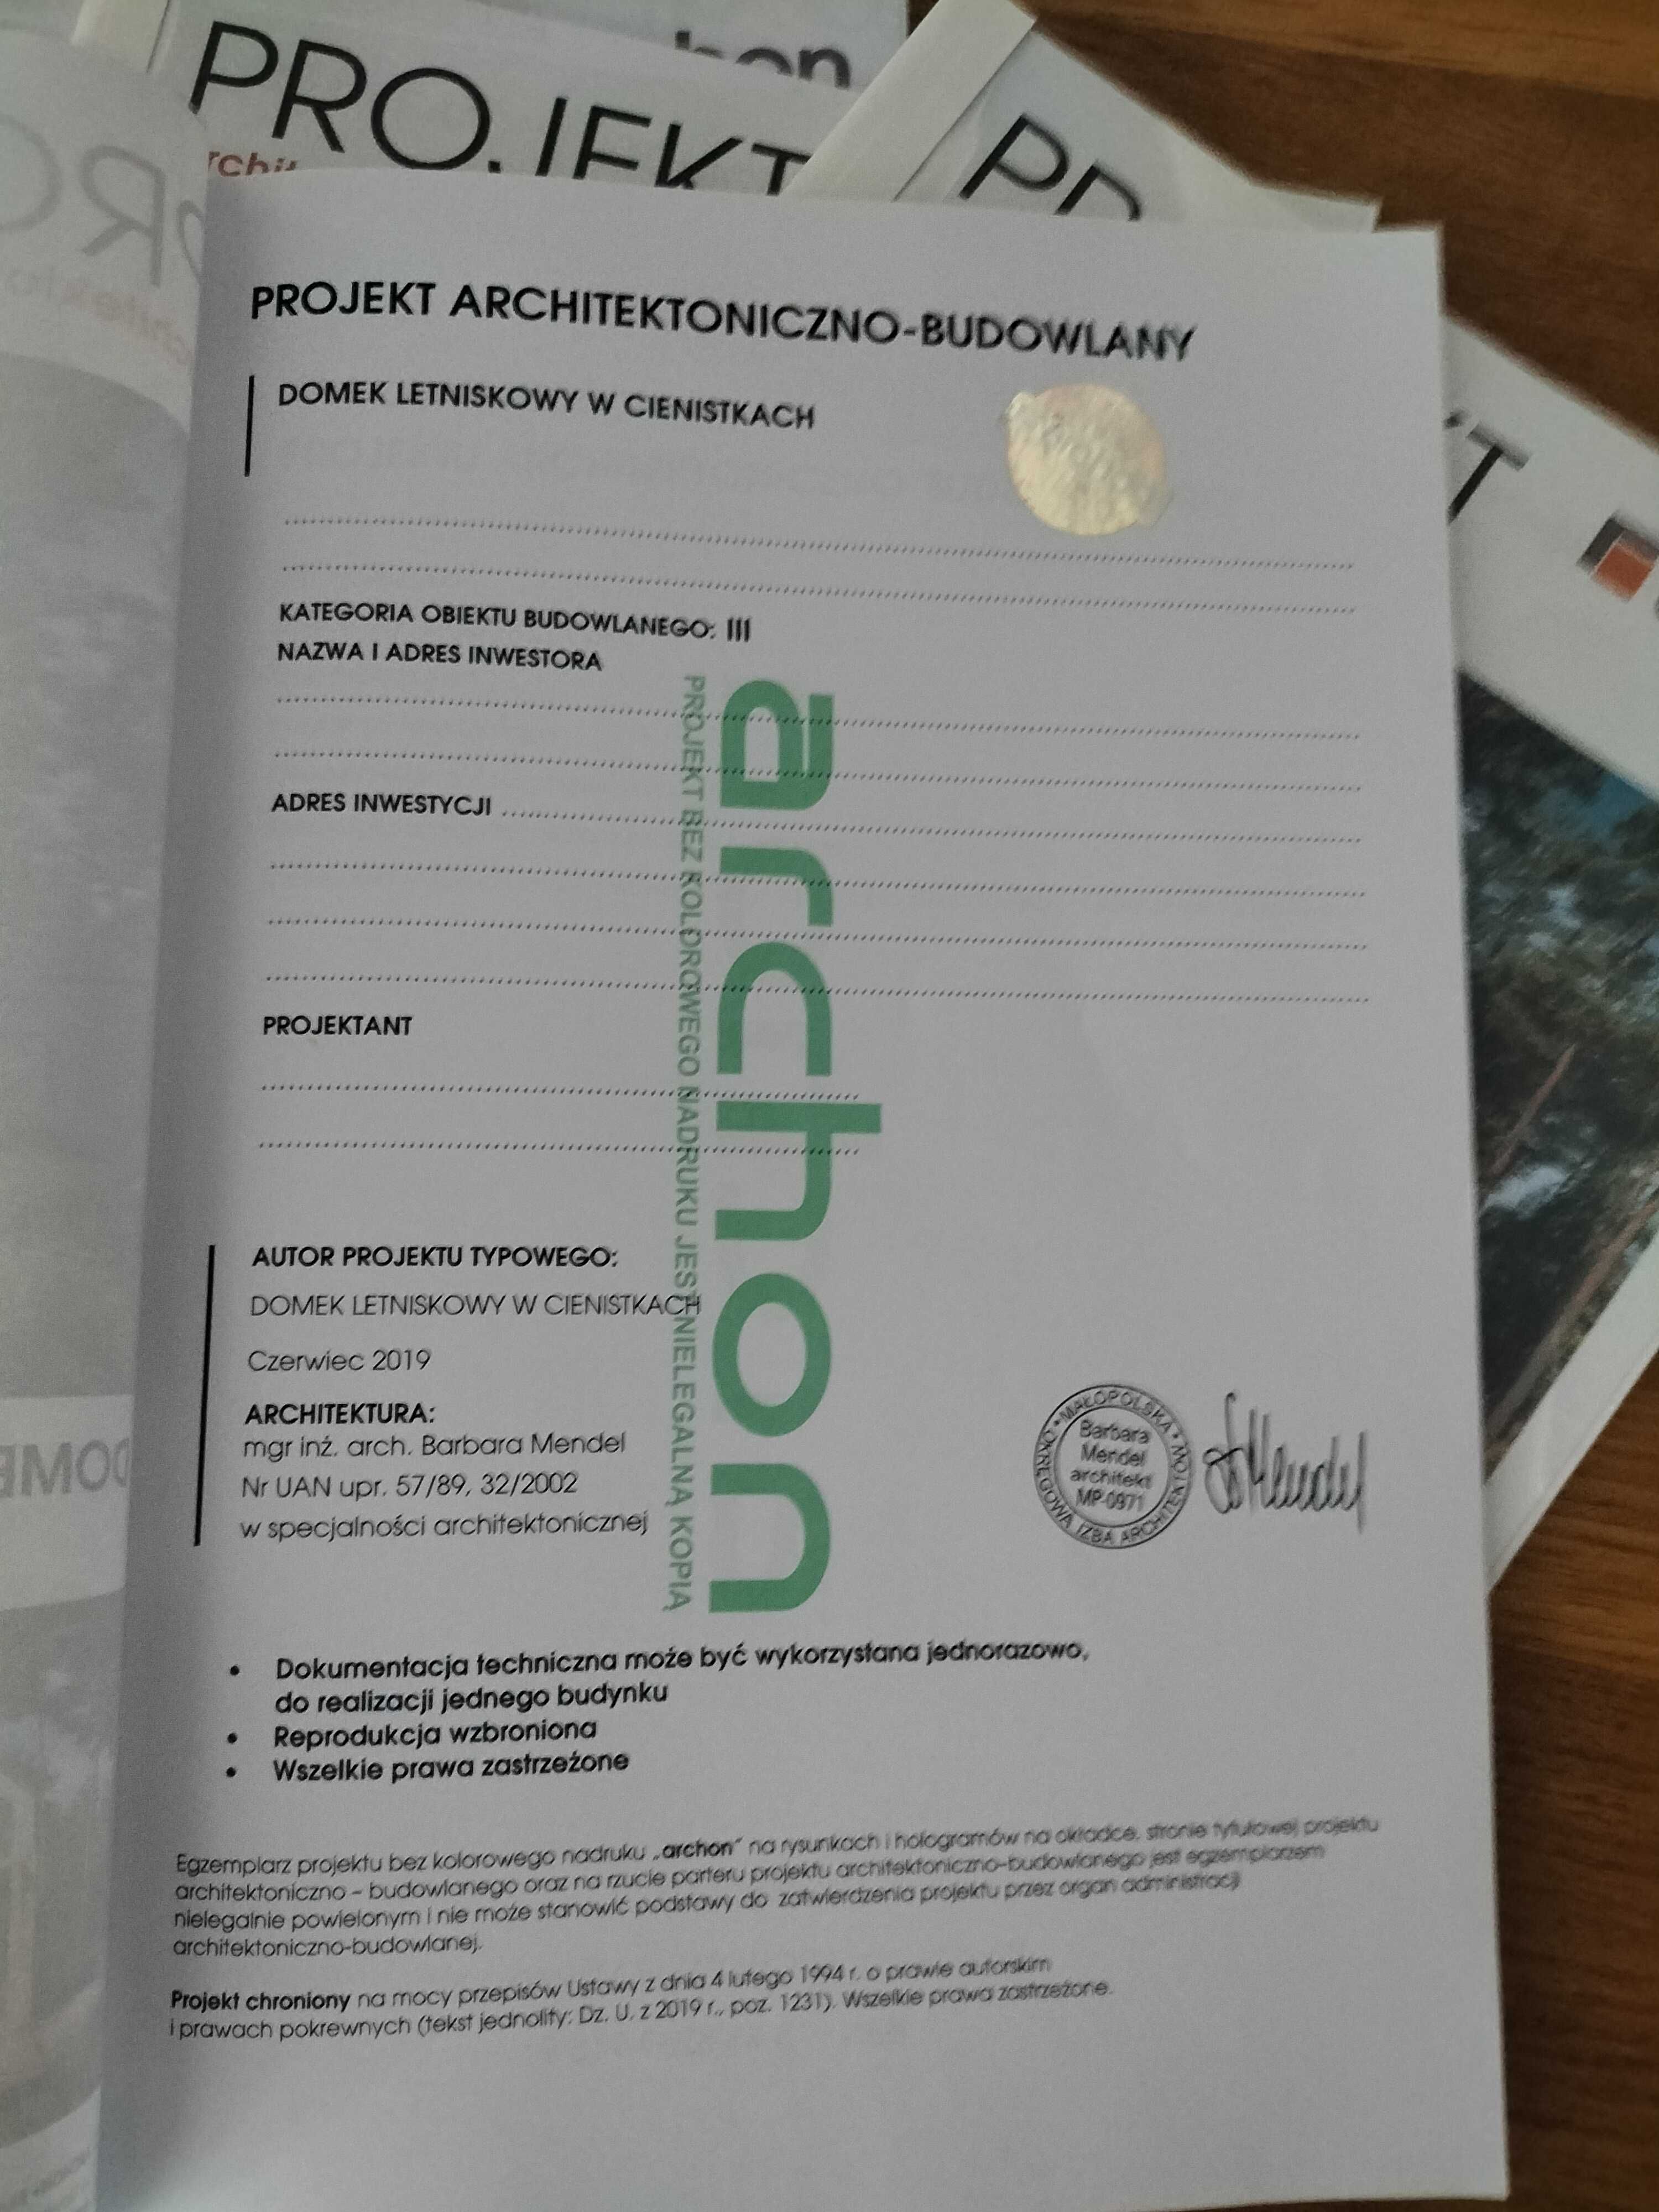 hon
PROJEKT
PR
PROJEKT ARCHITEKTONICZNO-BUDOWLANY
DOMEK LETNISKOWY W CIENISTKACH
KATEGORIA OBIEKTU BUDOWLANEGO: III
NAZWA I ADRES INWESTORA
ADRES INWESTYCJI
PROJEKTANT
archon
PROJEKT BEZ KOLOROWEGO NADRUKU JEST NIELEGALNĄ KOPIĄ
AUTOR PROJEKTU TYPOWEGO:
DOMEK LETNISKOWY W CIENISTKACH
Czerwiec 2019
ARCHITEKTURA:
mgr inż. arch. Barbara Mendel
Nr UAN upr. 57/89, 32/2002
w specjalności architektonicznej
MAŁOPOLSKA OKRĘGOWA IZBA ARCHITEKTÓW
Barbara
Mendel
architekt
MP-0971
BMendel
• Dokumentacja techniczna może być wykorzystana jednorazowo,
do realizacji jednego budynku
• Reprodukcja wzbroniona
• Wszelkie prawa zastrzeżone
Egzemplarz projektu bez kolorowego nadruku „archon" na rysunkach i hologramów na okładce, stronie tytułowej projektu
architektoniczno – budowlanego oraz na rzucie parteru projektu architektoniczno-budowlanego jest egzemplarzem
nielegalnie powielonym i nie może stanowić podstawy do zatwierdzenia projektu przez organ administracji
architektoniczno-budowlanej.
Projekt chroniony na mocy przepisów Ustawy z dnia 4 lutego 1994 r. o prawie autorskim
i prawach pokrewnych (tekst jednolity: Dz. U. z 2019 r., poz. 1231). Wszelkie prawa zastrzeżone.